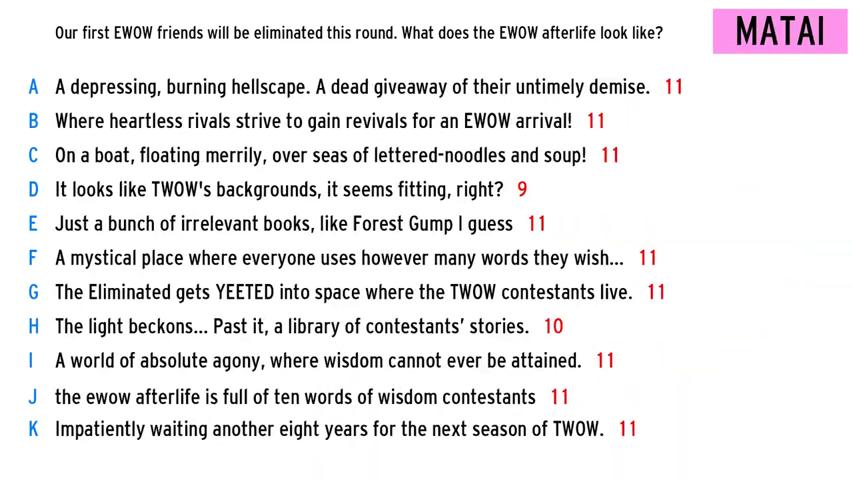 Our first EWOW friends will be eliminated this round. What does the EWOW afterlife look like?
MATAI
A A depressing, burning hellscape. A dead giveaway of their untimely demise. 11
B Where heartless rivals strive to gain revivals for an EWOW arrival! 11
C On a boat, floating merrily, over seas of lettered-noodles and soup! 11
D It looks like TWOW's backgrounds, it seems fitting, right? 9
E Just a bunch of irrelevant books, like Forest Gump I guess 11
F A mystical place where everyone uses however many words they wish... 11
G The Eliminated gets YEETED into space where the TWOW contestants live. 11
H The light beckons... Past it, a library of contestants’ stories. 10
I A world of absolute agony, where wisdom cannot ever be attained. 11
J the ewow afterlife is full of ten words of wisdom contestants 11
K Impatiently waiting another eight years for the next season of TWOW. 11